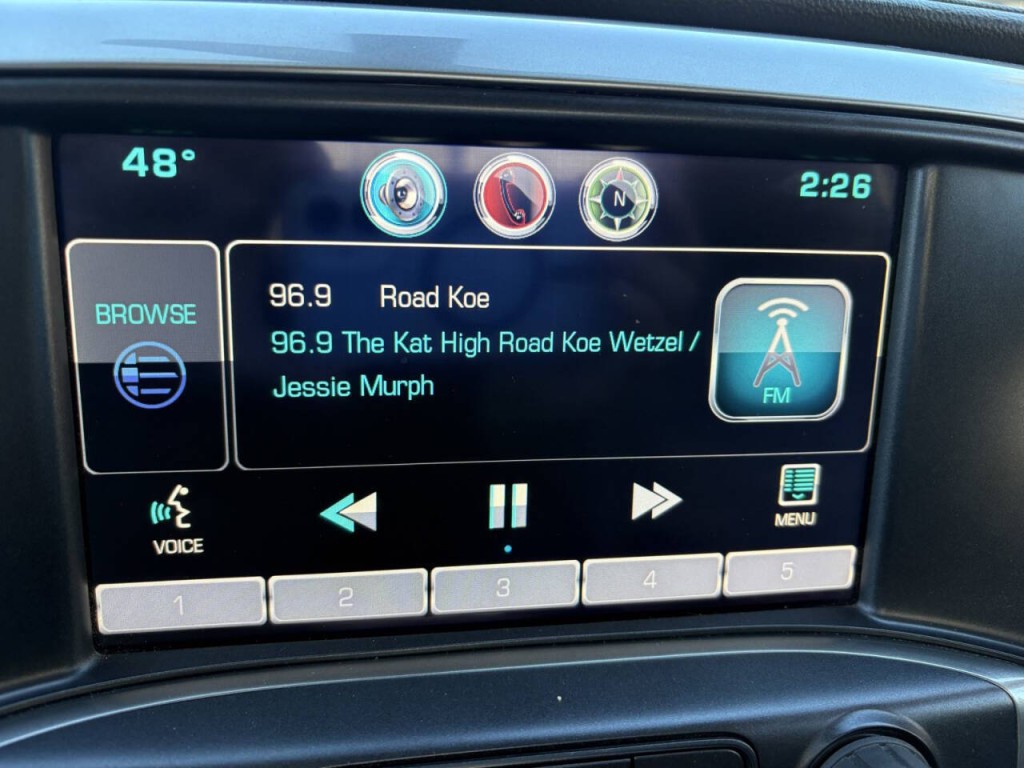 48°
N
2:26
BROWSE
96.9 Road Koe
96.9 The Kat High Road Koe Wetzel /
Jessie Murph
FM
VOICE
MENU
1 2 3 4 5